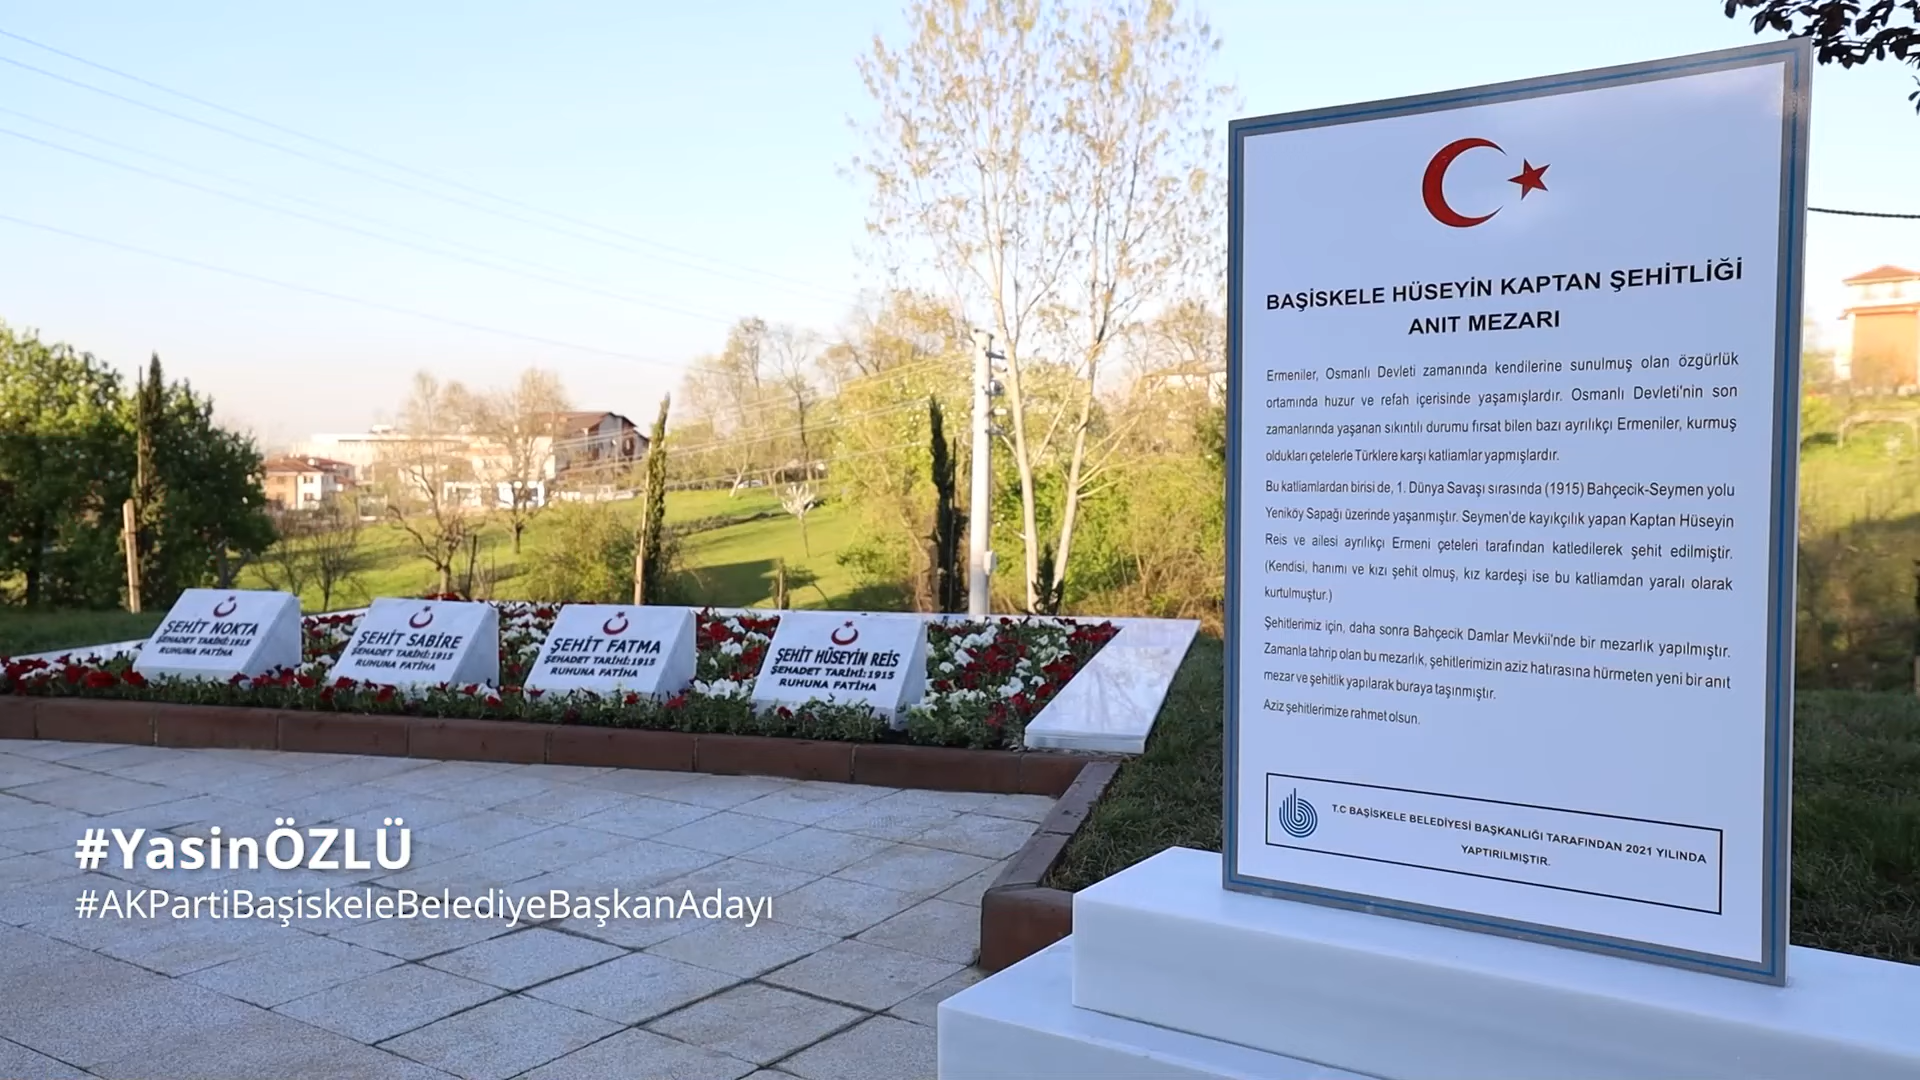 BAŞİSKELE HÜSEYİN KAPTAN ŞEHİTLİĞİ
ANIT MEZARI
Ermeniler, Osmanlı Devleti zamanında kendilerine sunulmuş olan özgürlük
ortamında huzur ve refah içerisinde yaşamışlardır. Osmanlı Devleti'nin son
zamanlarında yaşanan sıkıntılı durumu fırsat bilen bazı ayrılıkçı Ermeniler, kurmuş
oldukları çetelerle Türklere karşı katliamlar yapmışlardır.
Bu katliamlardan birisi de, 1. Dünya Savaşı sırasında (1915) Bahçecik-Seymen yolu
Yeniköy Sapağı üzerinde yaşanmıştır. Seymen'de kayıkçılık yapan Kaptan Hüseyin
Reis ve ailesi ayrılıkçı Ermeni çeteleri tarafından katledilerek şehit edilmiştir.
(Kendisi, hanımı ve kızı şehit olmuş, kız kardeşi ise bu katliamdan yaralı olarak
kurtulmuştur.)
Şehitlerimiz için, daha sonra Bahçecik Damlar Mevkii'nde bir mezarlık yapılmıştır.
Zamanla tahrip olan bu mezarlık, şehitlerimizin aziz hatırasına hürmeten yeni bir anıt
mezar ve şehitlik yapılarak buraya taşınmıştır.
Aziz şehitlerimize rahmet olsun.
T.C BAŞİSKELE BELEDİYESİ BAŞKANLIĞI TARAFINDAN 2021 YILINDA
YAPTIRILMIŞTIR.
ŞEHİT NOKTA
ŞEHADET TARİHİ:1915
RUHUNA FATİHA
ŞEHİT SABİRE
ŞEHADET TARİHİ:1915
RUHUNA FATİHA
ŞEHİT FATMA
ŞEHADET TARİHİ:1915
RUHUNA FATİHA
ŞEHİT HÜSEYİN REİS
ŞEHADET TARİHİ:1915
RUHUNA FATİHA
#YasinÖZLÜ
#AKPartiBaşiskeleBelediyeBaşkanAdayı